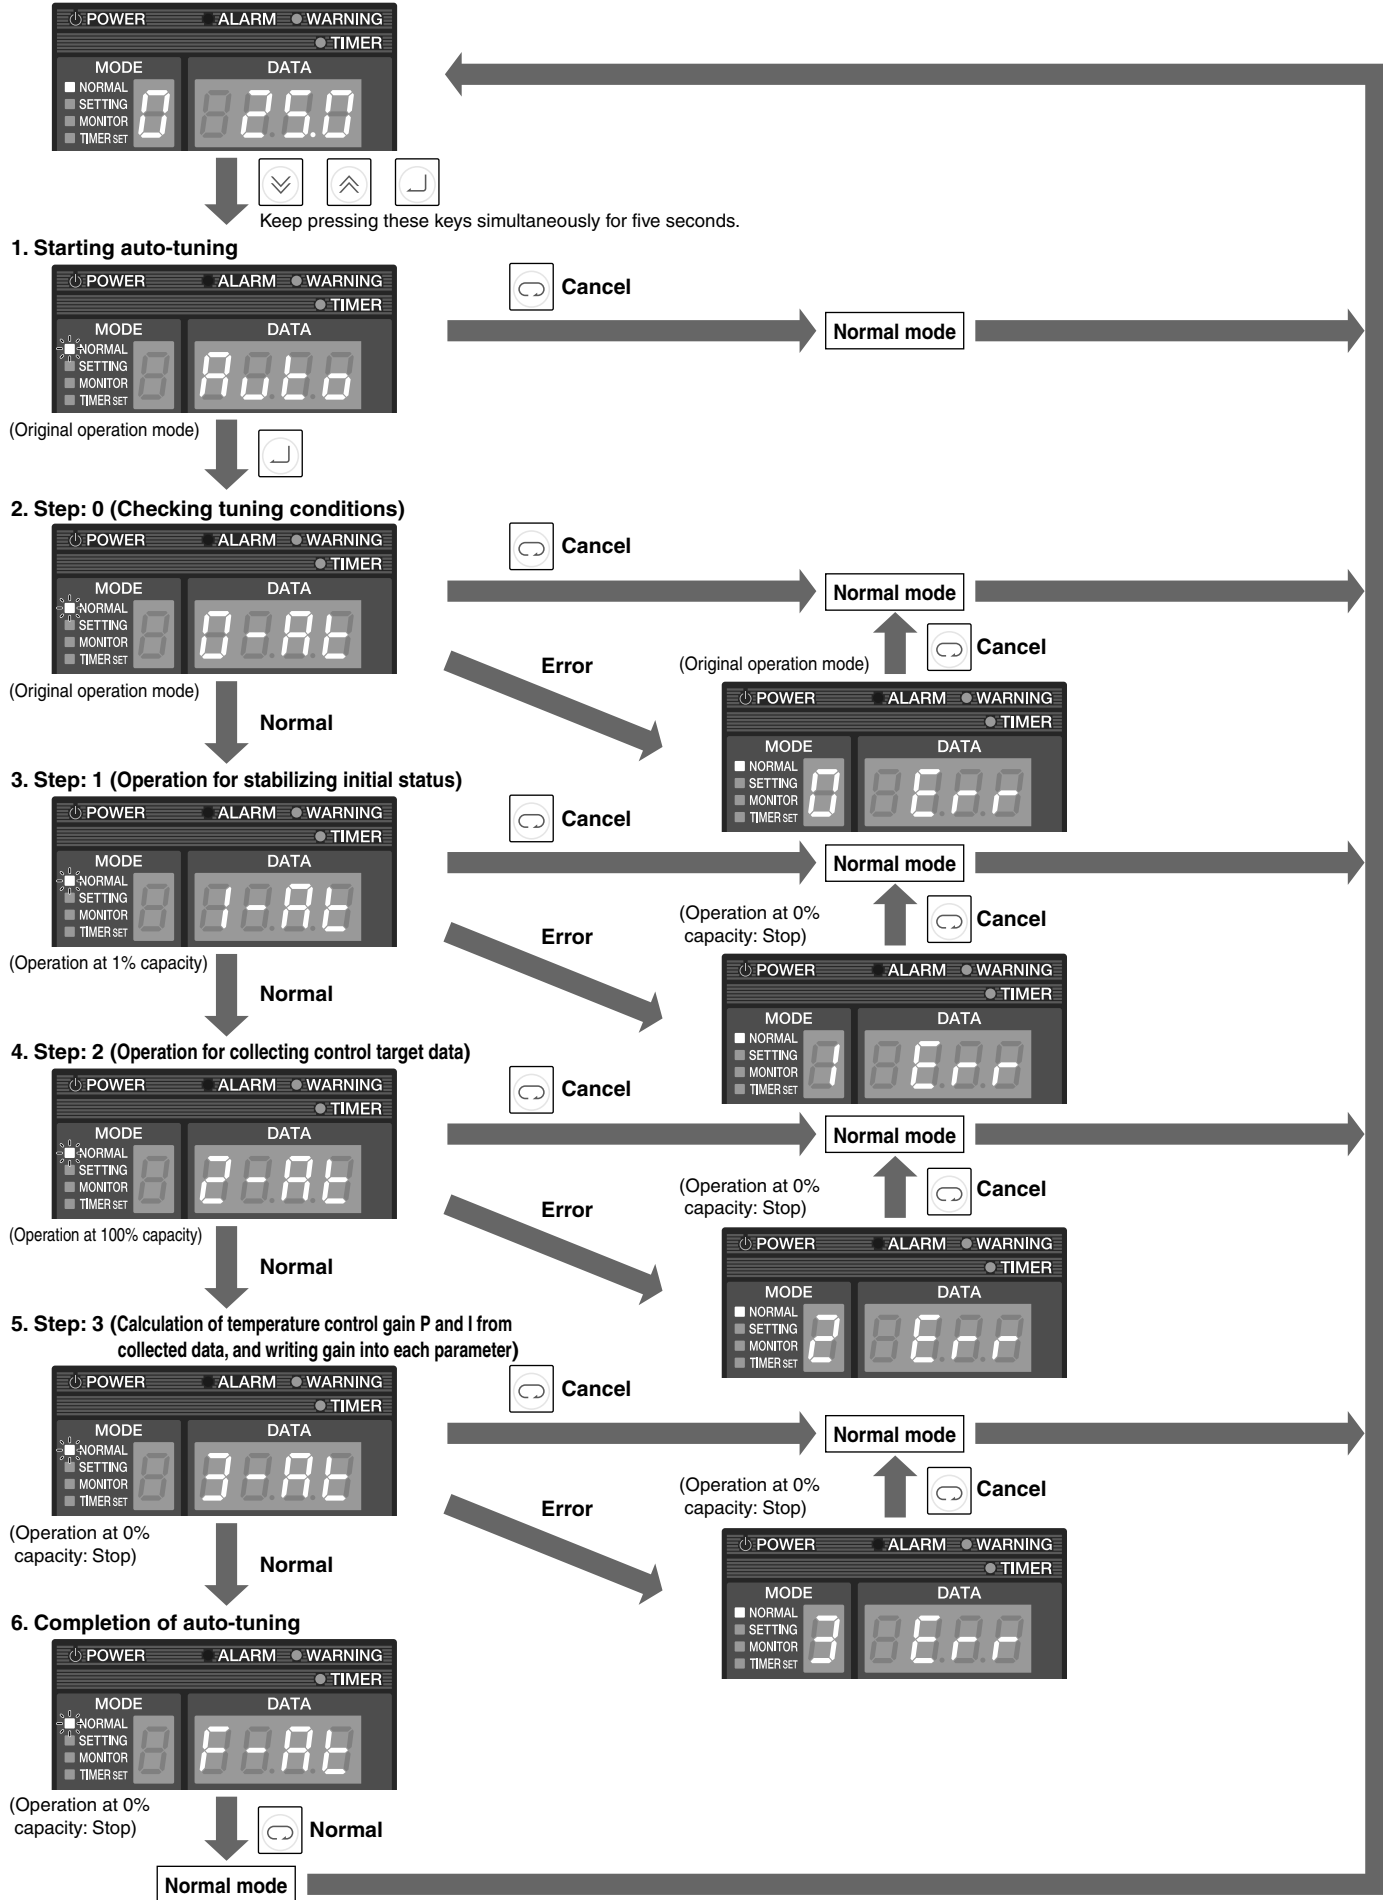 POWER ALARM WARNING
TIMER
MODE DATA
NORMAL
SETTING
MONITOR
TIMER SET
0 25.0
Keep pressing these keys simultaneously for five seconds.
1. Starting auto-tuning
POWER ALARM WARNING
TIMER
MODE DATA
NORMAL
SETTING
MONITOR
TIMER SET
Auto
Cancel
Normal mode
(Original operation mode)
2. Step: 0 (Checking tuning conditions)
POWER ALARM WARNING
TIMER
MODE DATA
NORMAL
SETTING
MONITOR
TIMER SET
0-At
Cancel
Normal mode
(Original operation mode)
Normal
Error
(Original operation mode)
Cancel
POWER ALARM WARNING
TIMER
MODE DATA
NORMAL
SETTING
MONITOR
TIMER SET
0 Err
3. Step: 1 (Operation for stabilizing initial status)
POWER ALARM WARNING
TIMER
MODE DATA
NORMAL
SETTING
MONITOR
TIMER SET
1-At
Cancel
Normal mode
(Operation at 1% capacity)
Normal
Error
(Operation at 0%
capacity: Stop)
Cancel
POWER ALARM WARNING
TIMER
MODE DATA
NORMAL
SETTING
MONITOR
TIMER SET
1 Err
4. Step: 2 (Operation for collecting control target data)
POWER ALARM WARNING
TIMER
MODE DATA
NORMAL
SETTING
MONITOR
TIMER SET
2-At
Cancel
Normal mode
(Operation at 100% capacity)
Normal
Error
(Operation at 0%
capacity: Stop)
Cancel
POWER ALARM WARNING
TIMER
MODE DATA
NORMAL
SETTING
MONITOR
TIMER SET
2 Err
5. Step: 3 (Calculation of temperature control gain P and I from
collected data, and writing gain into each parameter)
POWER ALARM WARNING
TIMER
MODE DATA
NORMAL
SETTING
MONITOR
TIMER SET
3-At
Cancel
Normal mode
(Operation at 0%
capacity: Stop)
Normal
Error
(Operation at 0%
capacity: Stop)
Cancel
POWER ALARM WARNING
TIMER
MODE DATA
NORMAL
SETTING
MONITOR
TIMER SET
3 Err
6. Completion of auto-tuning
POWER ALARM WARNING
TIMER
MODE DATA
NORMAL
SETTING
MONITOR
TIMER SET
F-At
(Operation at 0%
capacity: Stop)
Normal
Normal mode